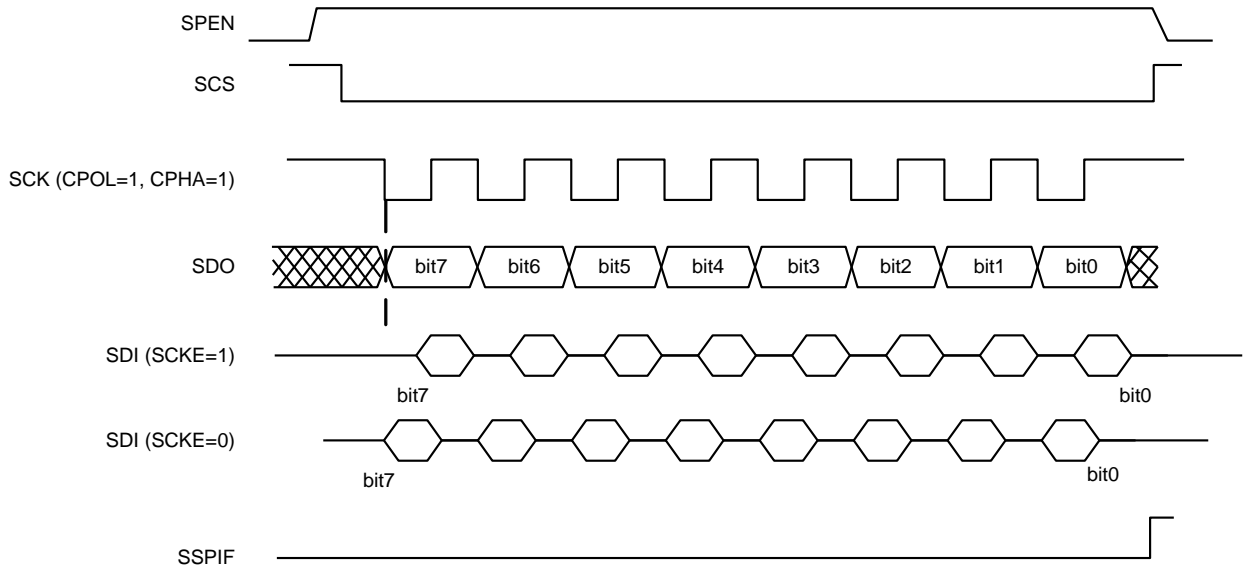 SPEN
SCS
SCK (CPOL=1, CPHA=1)
SDO bit7 bit6 bit5 bit4 bit3 bit2 bit1 bit0
SDI (SCKE=1)
bit7 bit0
SDI (SCKE=0)
bit7 bit0
SSPIF